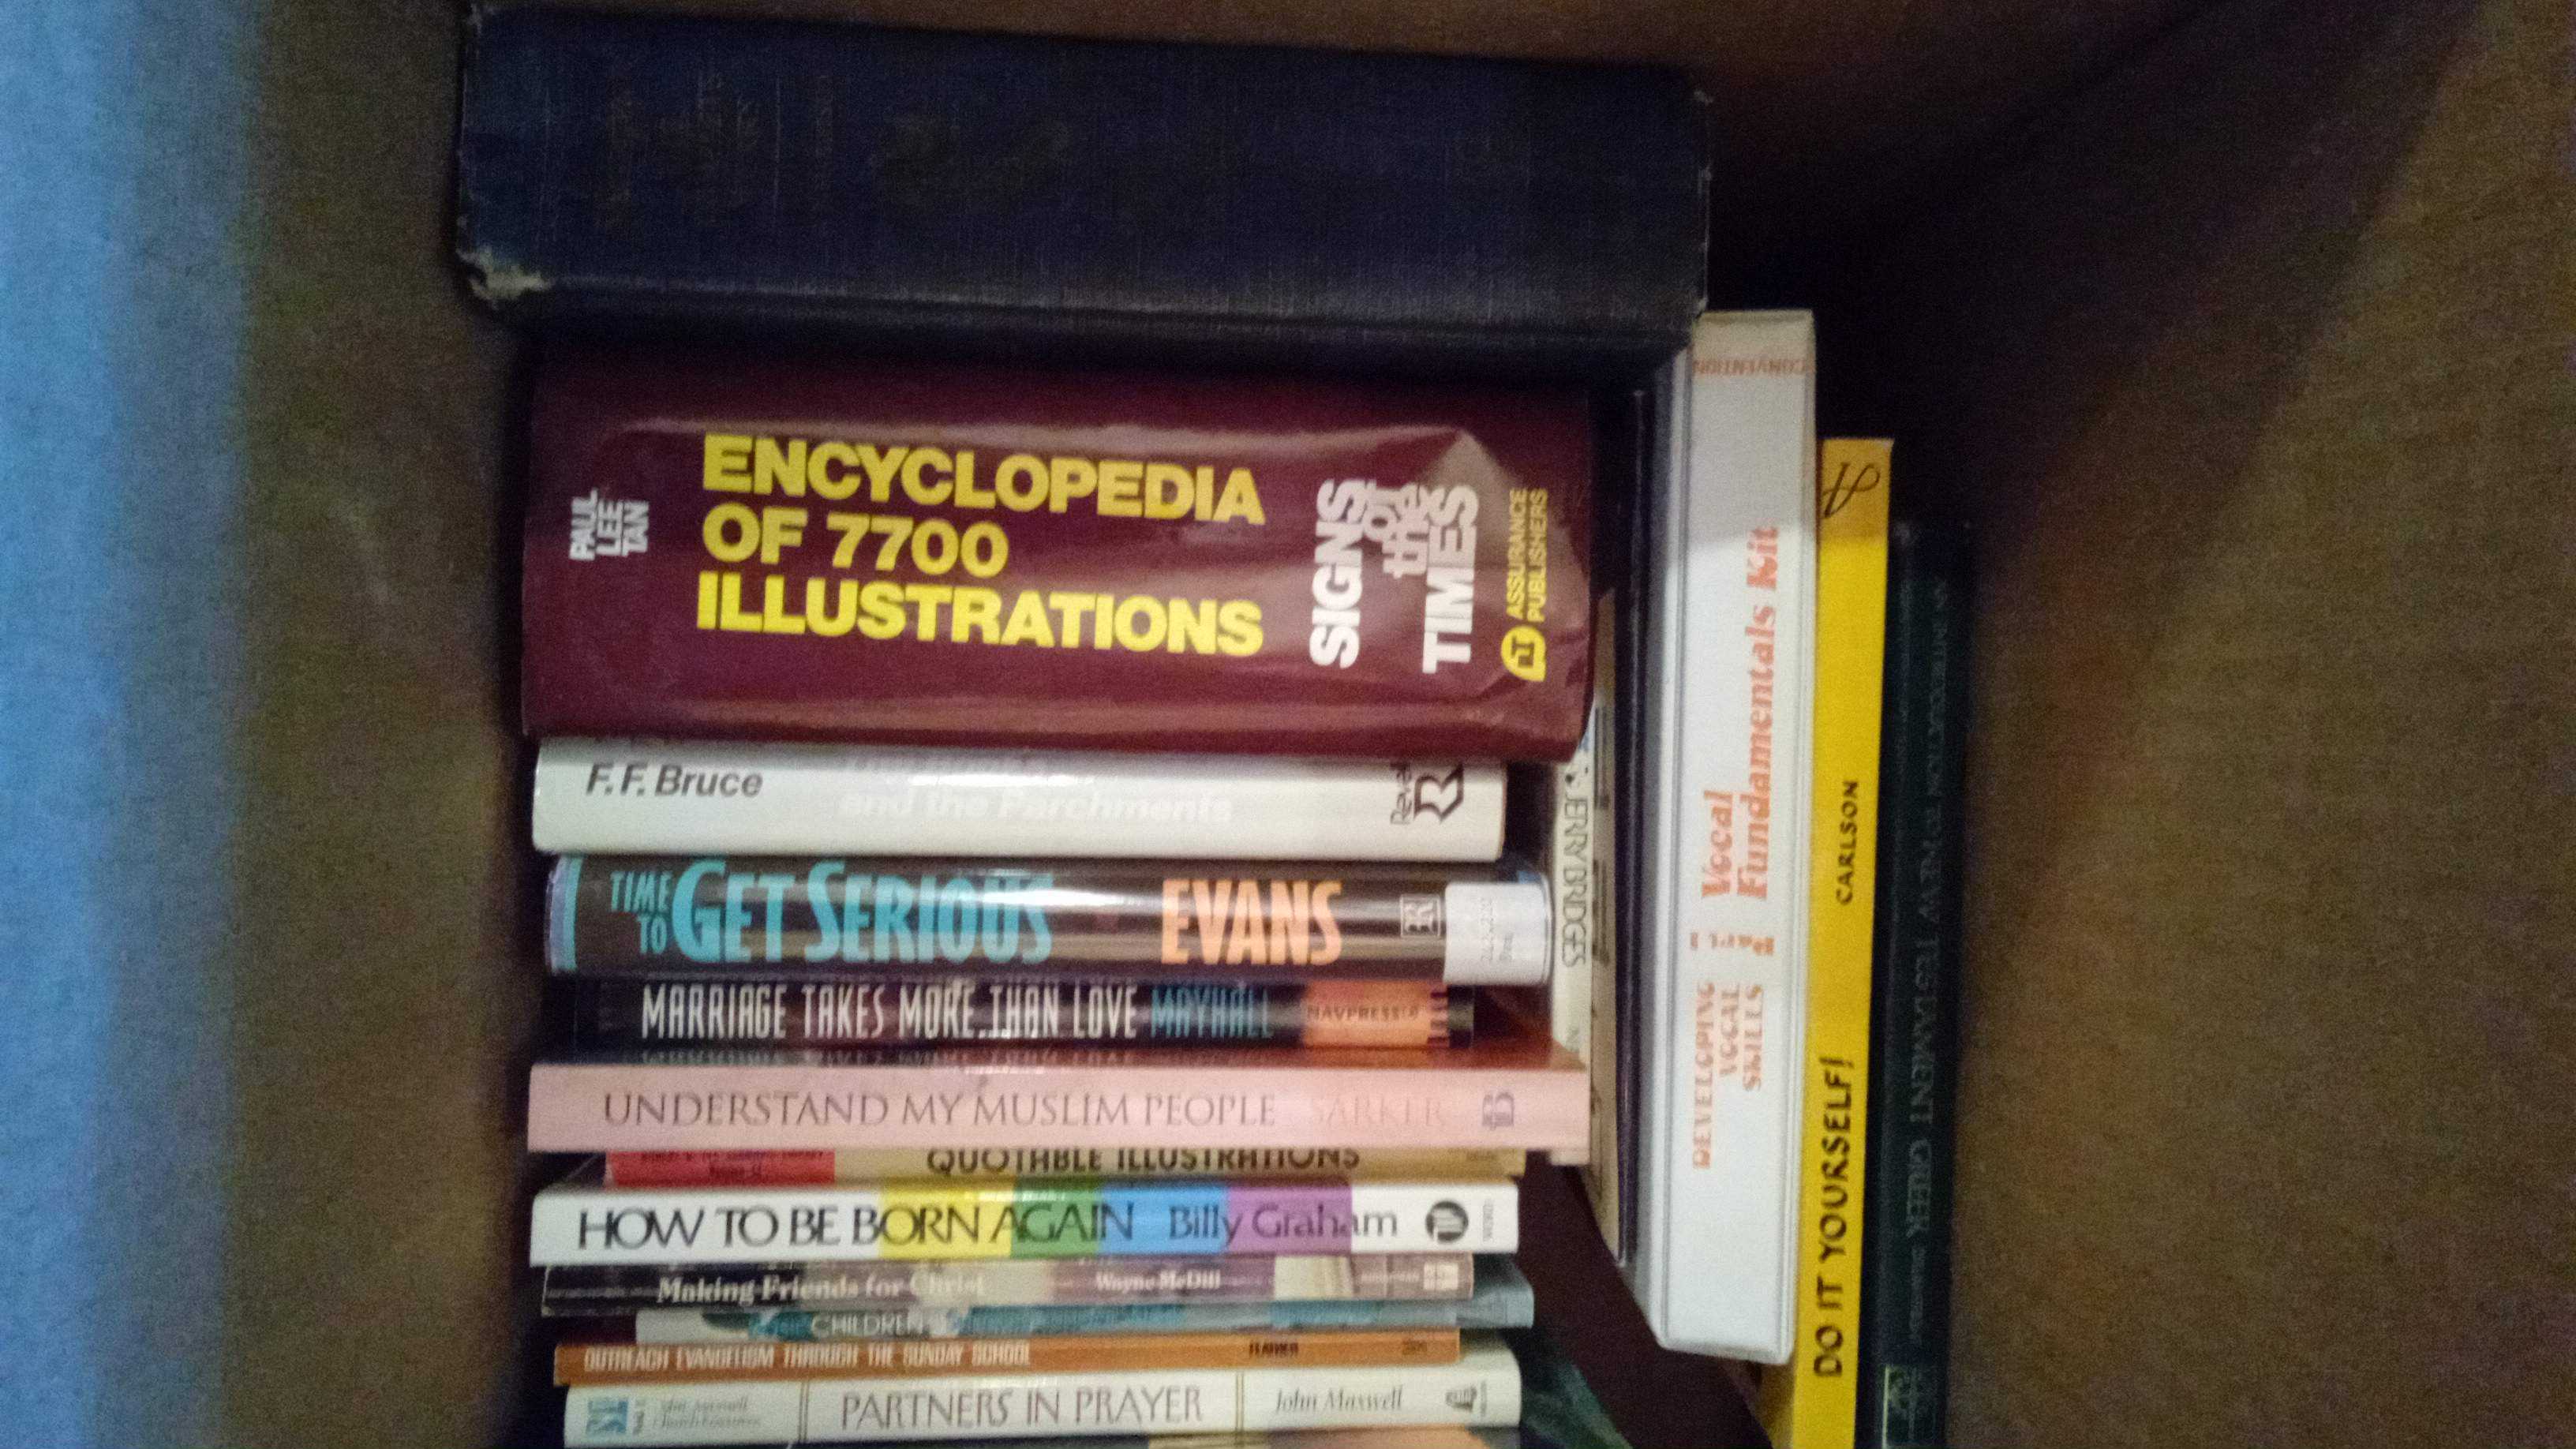 PAUL
LEE
TAN
ENCYCLOPEDIA
OF 7700
ILLUSTRATIONS
SIGNS
of
the
TIMES
ASSURANCE
PUBLISHERS
F.F. Bruce
and the Parchments
TIME
TO
GET SERIOUS
EVANS
MARRIAGE TAKES MORE THAN LOVE MAYHALL
NAVPRESS
UNDERSTAND MY MUSLIM PEOPLE SARKER
QUOTABLE ILLUSTRATIONS
HOW TO BE BORN AGAIN Billy Graham
WORD
Making Friends for Christ Wayne McDill
CHILDREN
OUTREACH EVANGELISM THROUGH THE SUNDAY SCHOOL
PARTNERS IN PRAYER John Maxwell
BRIDGES
DEVELOPING
VOCAL
SKILLS
Vocal
Fundamentals Kit
CONVENTION
DO IT YOURSELF! CARLSON
NEW TESTAMENT GREEK